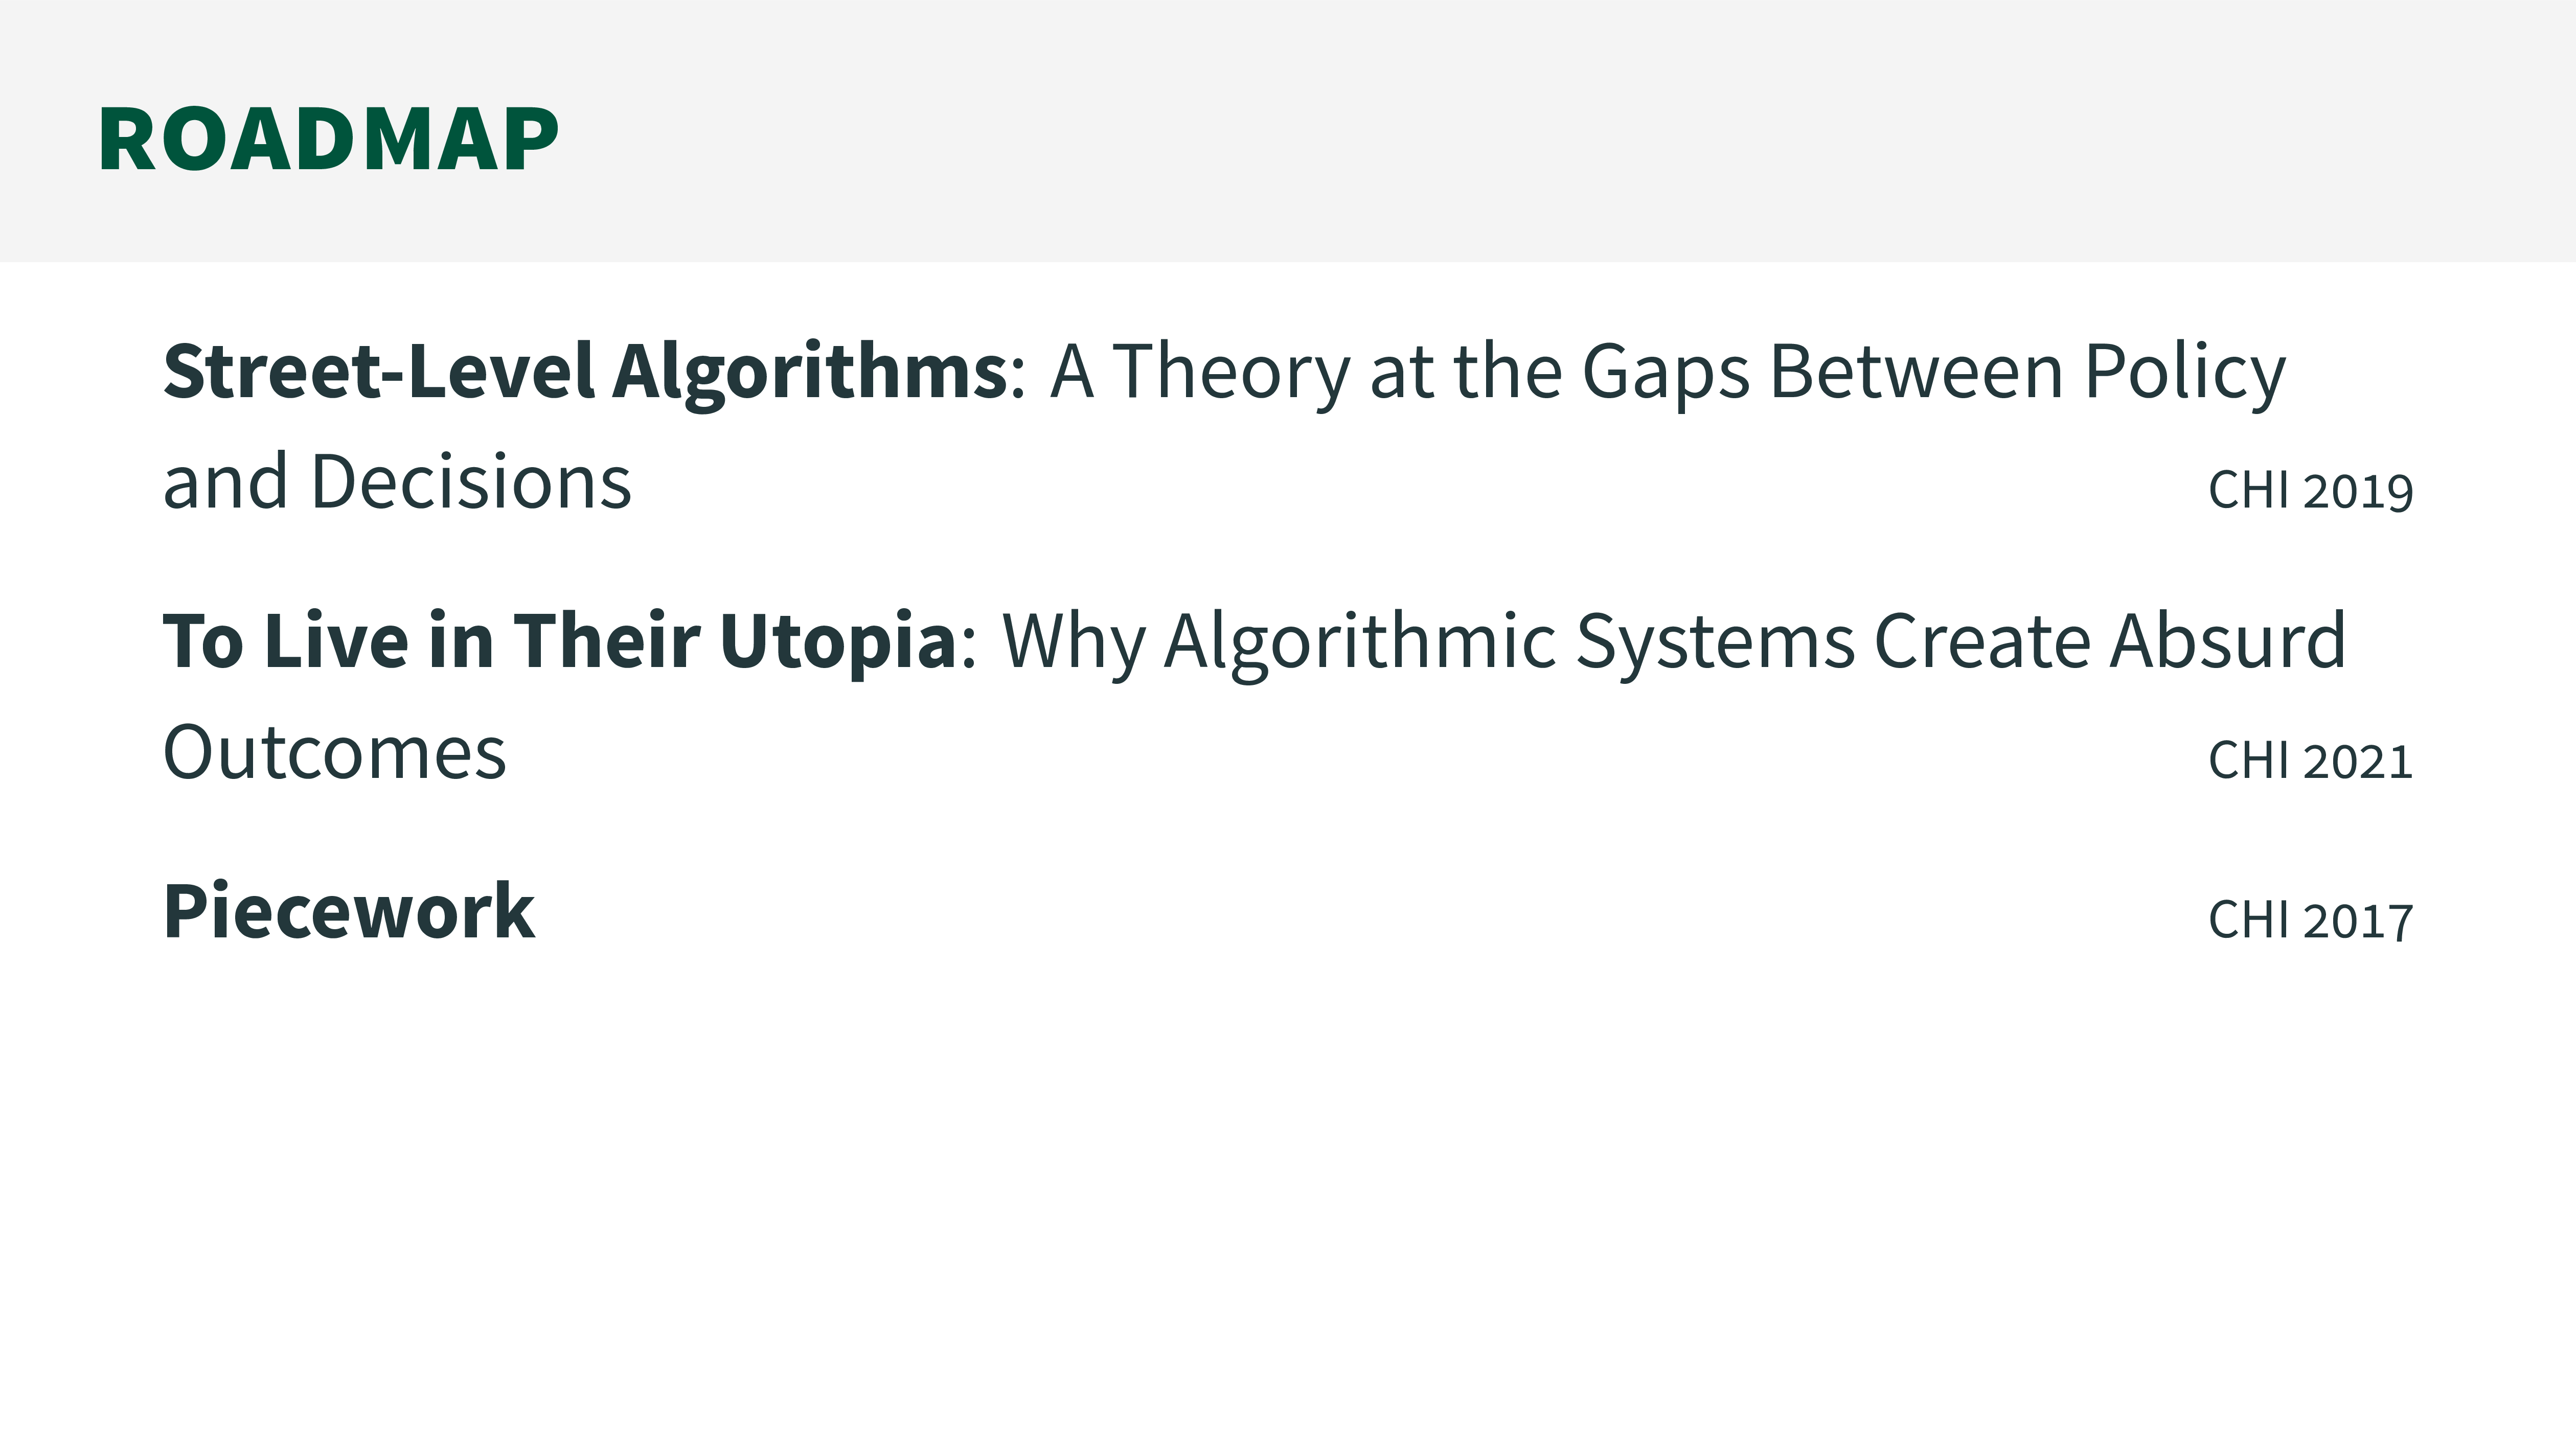 ROADMAP
Street-Level Algorithms: A Theory at the Gaps Between Policy
and Decisions CHI 2019
To Live in Their Utopia: Why Algorithmic Systems Create Absurd
Outcomes CHI 2021
Piecework CHI 2017